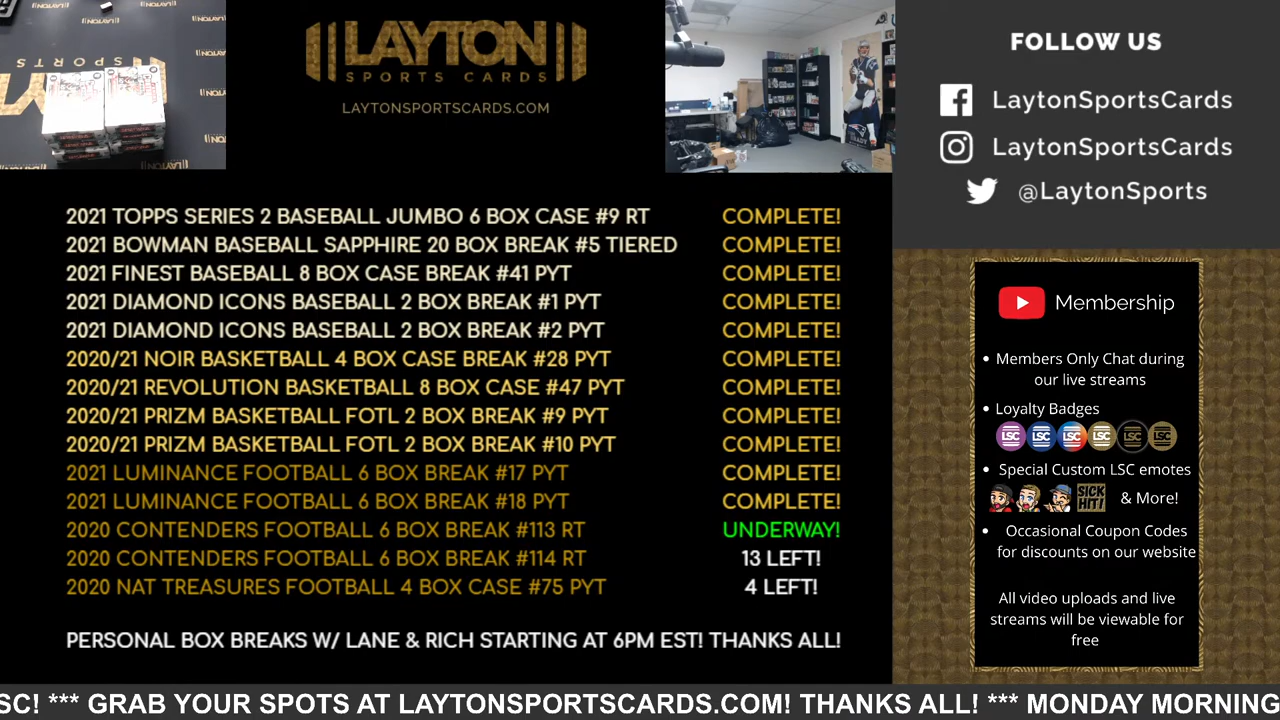 LAYTON
SPORTS CARDS
LAYTONSPORTSCARDS.COM
FOLLOW US
LaytonSportsCards
LaytonSportsCards
@LaytonSports
2021 TOPPS SERIES 2 BASEBALL JUMBO 6 BOX CASE #9 RT COMPLETE!
2021 BOWMAN BASEBALL SAPPHIRE 20 BOX BREAK #5 TIERED COMPLETE!
2021 FINEST BASEBALL 8 BOX CASE BREAK #41 PYT COMPLETE!
2021 DIAMOND ICONS BASEBALL 2 BOX BREAK #1 PYT COMPLETE!
2021 DIAMOND ICONS BASEBALL 2 BOX BREAK #2 PYT COMPLETE!
2020/21 NOIR BASKETBALL 4 BOX CASE BREAK #28 PYT COMPLETE!
2020/21 REVOLUTION BASKETBALL 8 BOX CASE #47 PYT COMPLETE!
2020/21 PRIZM BASKETBALL FOTL 2 BOX BREAK #9 PYT COMPLETE!
2020/21 PRIZM BASKETBALL FOTL 2 BOX BREAK #10 PYT COMPLETE!
2021 LUMINANCE FOOTBALL 6 BOX BREAK #17 PYT COMPLETE!
2021 LUMINANCE FOOTBALL 6 BOX BREAK #18 PYT COMPLETE!
2020 CONTENDERS FOOTBALL 6 BOX BREAK #113 RT UNDERWAY!
2020 CONTENDERS FOOTBALL 6 BOX BREAK #114 RT 13 LEFT!
2020 NAT TREASURES FOOTBALL 4 BOX CASE #75 PYT 4 LEFT!
PERSONAL BOX BREAKS W/ LANE & RICH STARTING AT 6PM EST! THANKS ALL!
Membership
• Members Only Chat during
our live streams
• Loyalty Badges
LSC LSC LSC LSC LSC LSC
• Special Custom LSC emotes
SICK HIT! & More!
• Occasional Coupon Codes
for discounts on our website
All video uploads and live
streams will be viewable for
free
SC! *** GRAB YOUR SPOTS AT LAYTONSPORTSCARDS.COM! THANKS ALL! *** MONDAY MORNING